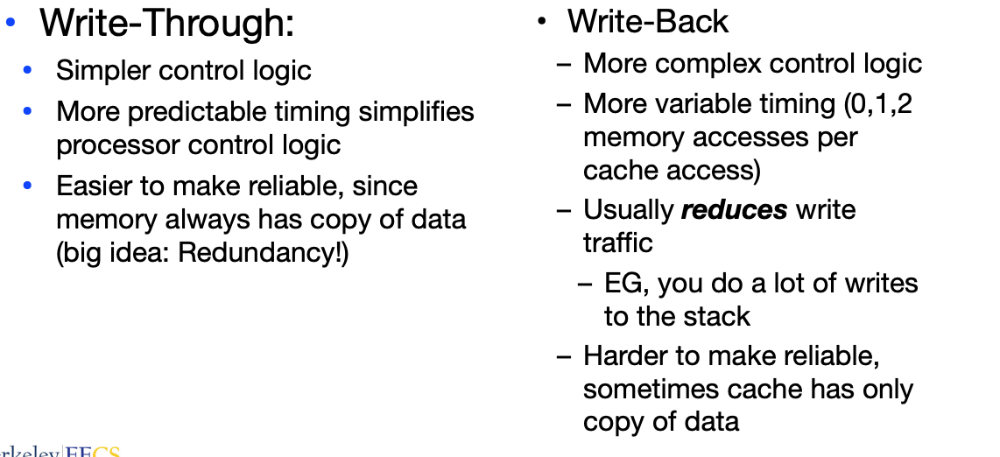 • Write-Through:
• Simpler control logic
• More predictable timing simplifies
processor control logic
• Easier to make reliable, since
memory always has copy of data
(big idea: Redundancy!)
• Write-Back
– More complex control logic
– More variable timing (0,1,2
memory accesses per
cache access)
– Usually reduces write
traffic
– EG, you do a lot of writes
to the stack
– Harder to make reliable,
sometimes cache has only
copy of data